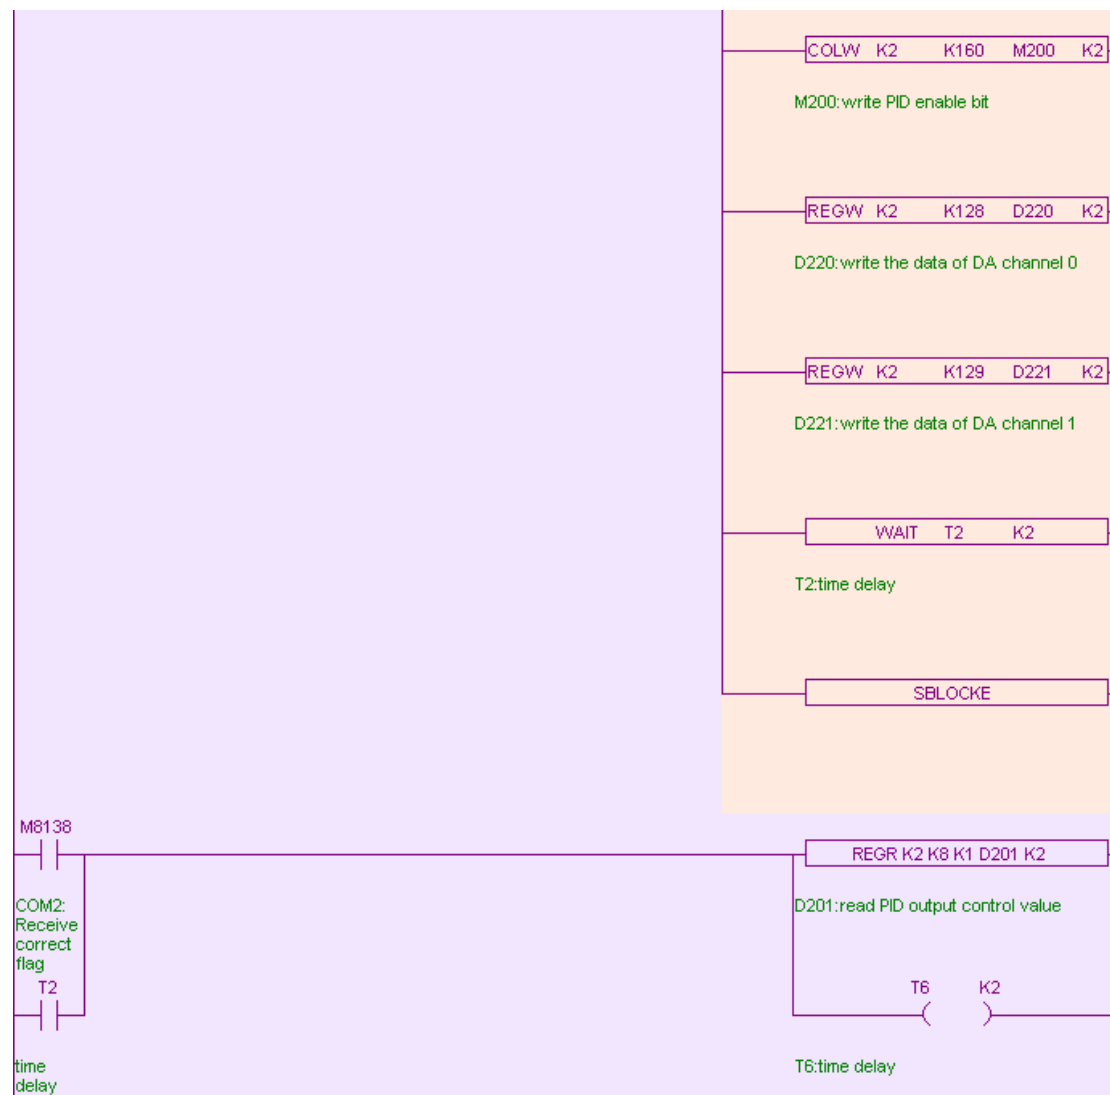 COLW K2 K160 M200 K2
M200:write PID enable bit
REGW K2 K128 D220 K2
D220:write the data of DA channel 0
REGW K2 K129 D221 K2
D221:write the data of DA channel 1
WAIT T2 K2
T2:time delay
SBLOCKE
M8138
REGR K2 K8 K1 D201 K2
COM2:
Receive
correct
flag
D201:read PID output control value
T2
T6 K2
time
delay
T6:time delay